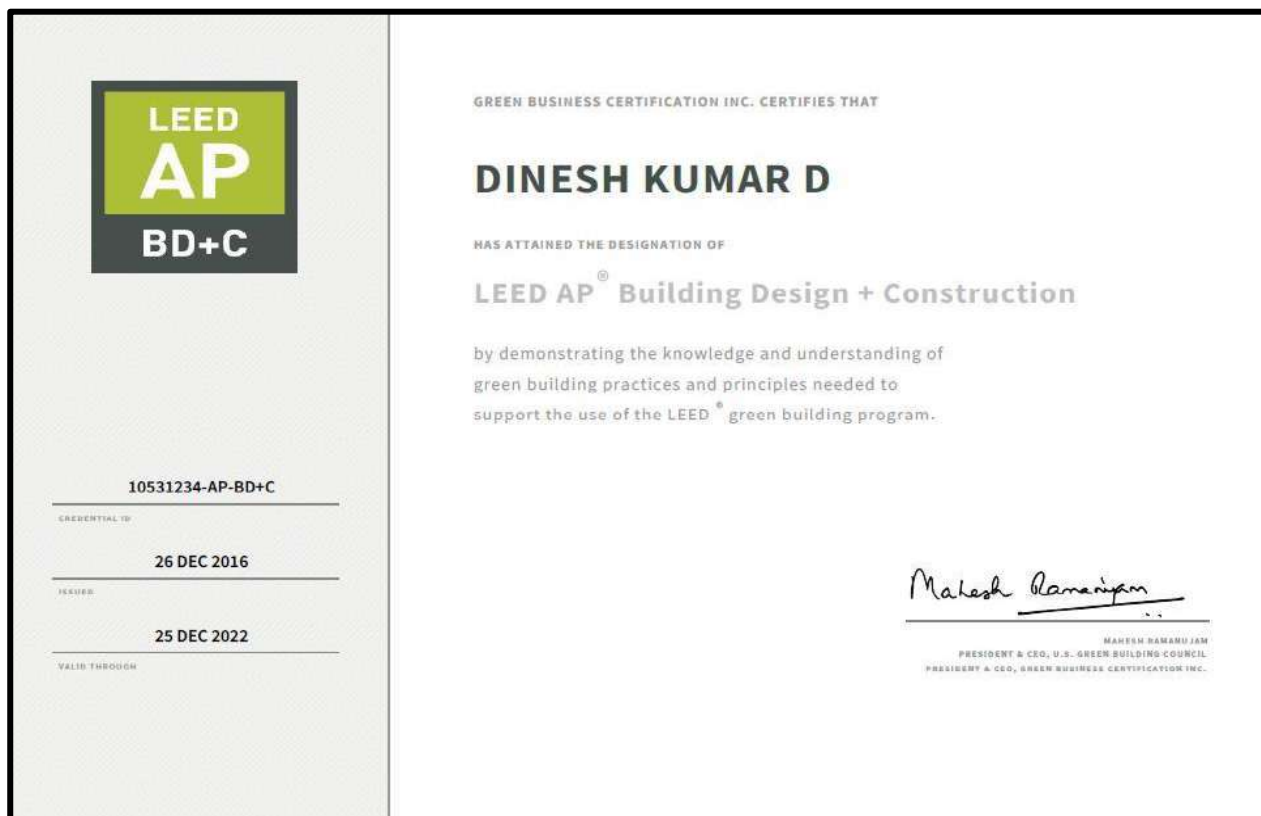 LEED
AP
BD+C
10531234-AP-BD+C
CREDENTIAL ID
26 DEC 2016
ISSUED
25 DEC 2022
VALID THROUGH
GREEN BUSINESS CERTIFICATION INC. CERTIFIES THAT
DINESH KUMAR D
HAS ATTAINED THE DESIGNATION OF
LEED AP® Building Design + Construction
by demonstrating the knowledge and understanding of
green building practices and principles needed to
support the use of the LEED ® green building program.
Mahesh Ramanujam
MAHESH RAMANUJAM
PRESIDENT & CEO, U.S. GREEN BUILDING COUNCIL
PRESIDENT & CEO, GREEN BUSINESS CERTIFICATION INC.